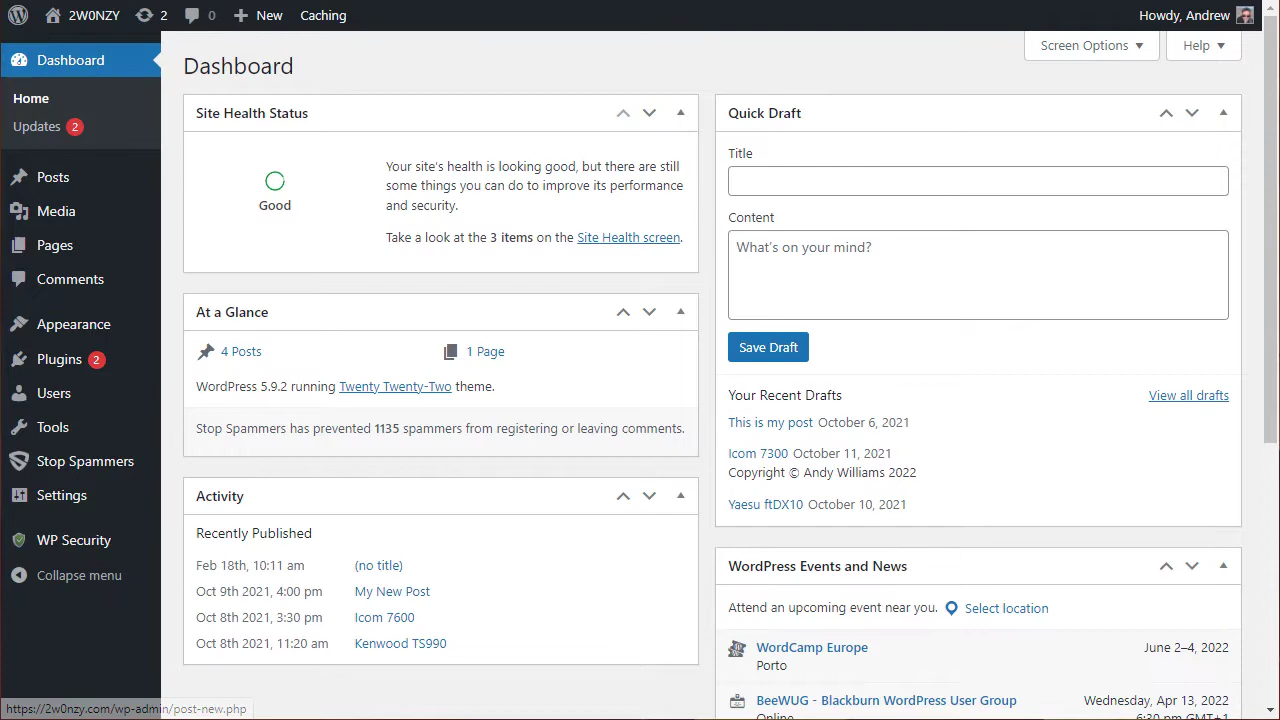 2W0NZY 2 0 New Caching Howdy, Andrew
Dashboard
Home
Updates 2
Posts
Media
Pages
Comments
Appearance
Plugins 2
Users
Tools
Stop Spammers
Settings
WP Security
Collapse menu
Screen Options Help
Dashboard
Site Health Status
Good
Your site's health is looking good, but there are still
some things you can do to improve its performance
and security.
Take a look at the 3 items on the Site Health screen.
At a Glance
4 Posts 1 Page
WordPress 5.9.2 running Twenty Twenty-Two theme.
Stop Spammers has prevented 1135 spammers from registering or leaving comments.
Activity
Recently Published
Feb 18th, 10:11 am (no title)
Oct 9th 2021, 4:00 pm My New Post
Oct 8th 2021, 3:30 pm Icom 7600
Oct 8th 2021, 11:20 am Kenwood TS990
Quick Draft
Title
Content
What's on your mind?
Save Draft
Your Recent Drafts View all drafts
This is my post October 6, 2021
Icom 7300 October 11, 2021
Copyright © Andy Williams 2022
Yaesu ftDX10 October 10, 2021
WordPress Events and News
Attend an upcoming event near you. Select location
WordCamp Europe June 2–4, 2022
Porto
BeeWUG - Blackburn WordPress User Group Wednesday, Apr 13, 2022
Online 6:30 pm GMT+1
https://2w0nzy.com/wp-admin/post-new.php